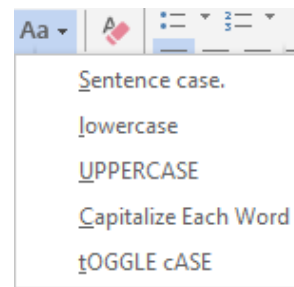 Aa
Sentence case.
lowercase
UPPERCASE
Capitalize Each Word
tOGGLE cASE